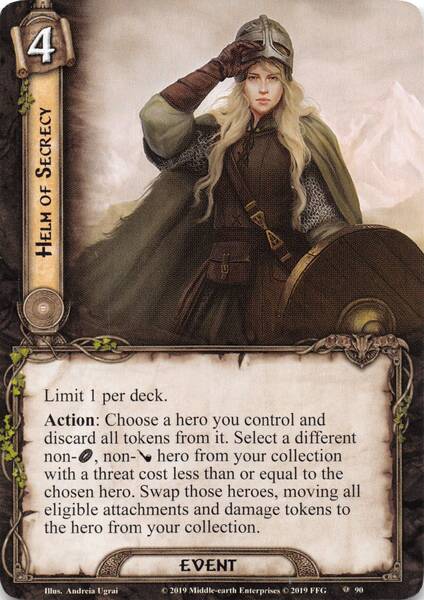 4
HELM OF SECRECY
Limit 1 per deck.
Action: Choose a hero you control and
discard all tokens from it. Select a different
non- , non- hero from your collection
with a threat cost less than or equal to the
chosen hero. Swap those heroes, moving all
eligible attachments and damage tokens to
the hero from your collection.
EVENT
Illus. Andreia Ugrai © 2019 Middle-earth Enterprises © 2019 FFG 90